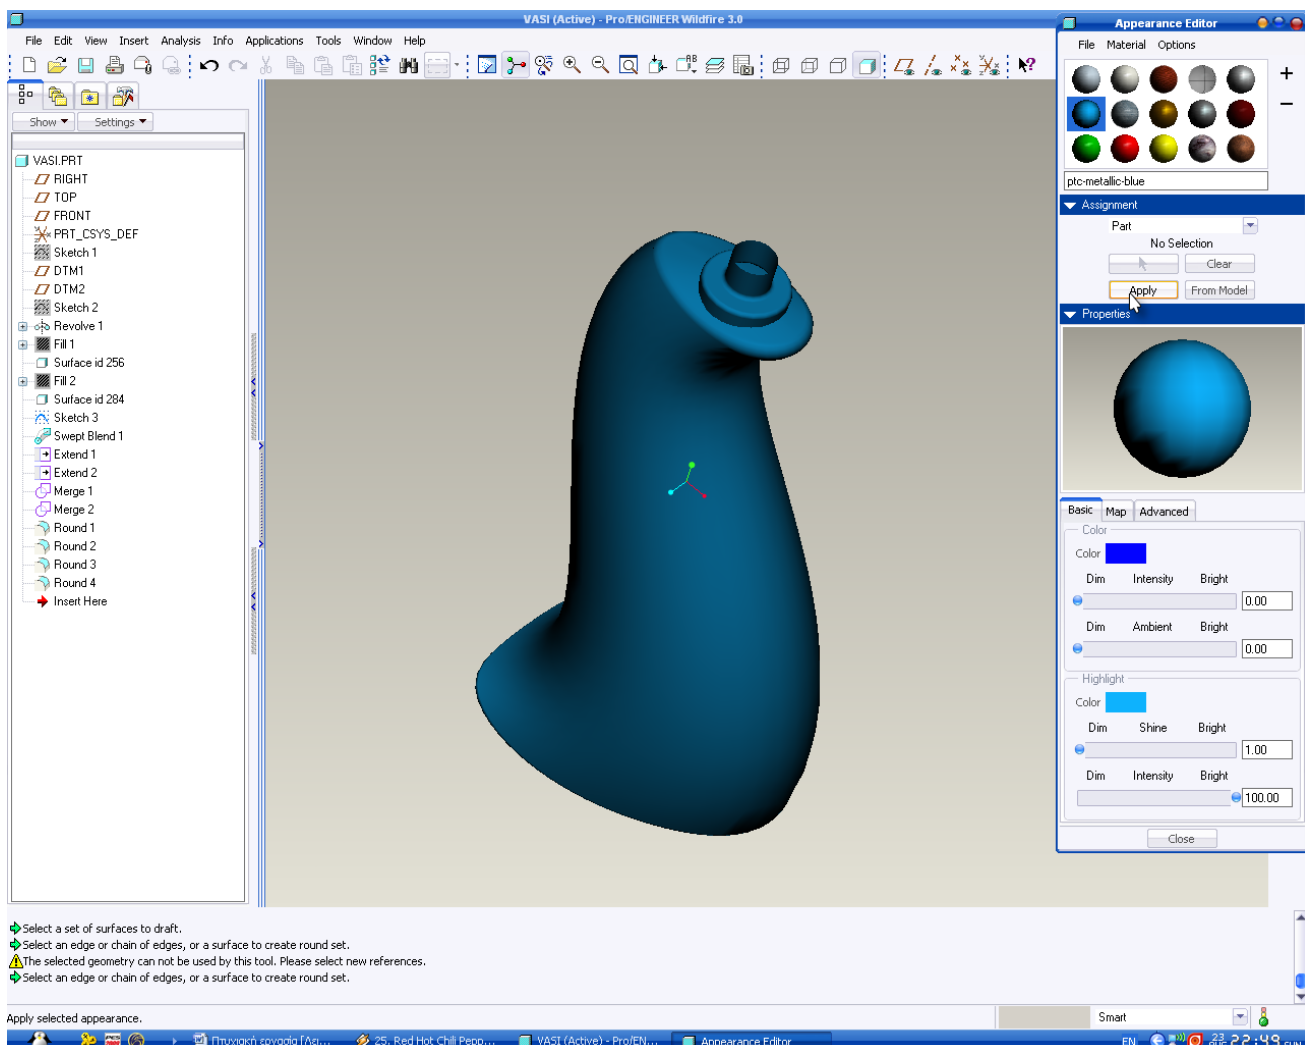 VASI (Active) - Pro/ENGINEER Wildfire 3.0
File Edit View Insert Analysis Info Applications Tools Window Help
Show Settings
VASI.PRT
RIGHT
TOP
FRONT
PRT_CSYS_DEF
Sketch 1
DTM1
DTM2
Sketch 2
Revolve 1
Fill 1
Surface id 256
Fill 2
Surface id 284
Sketch 3
Swept Blend 1
Extend 1
Extend 2
Merge 1
Merge 2
Round 1
Round 2
Round 3
Round 4
Insert Here
Appearance Editor
File Material Options
ptc-metallic-blue
Assignment
Part
No Selection
Clear
Apply From Model
Properties
Basic Map Advanced
Color
Color
Dim Intensity Bright
0.00
Dim Ambient Bright
0.00
Highlight
Color
Dim Shine Bright
1.00
Dim Intensity Bright
100.00
Close
Select a set of surfaces to draft.
Select an edge or chain of edges, or a surface to create round set.
The selected geometry can not be used by this tool. Please select new references.
Select an edge or chain of edges, or a surface to create round set.
Apply selected appearance.
Smart
Πτυχιακή εργασία [Λει...
25. Red Hot Chili Pepp...
VASI (Active) - Pro/EN...
Appearance Editor
EN
23
22:49
SUN